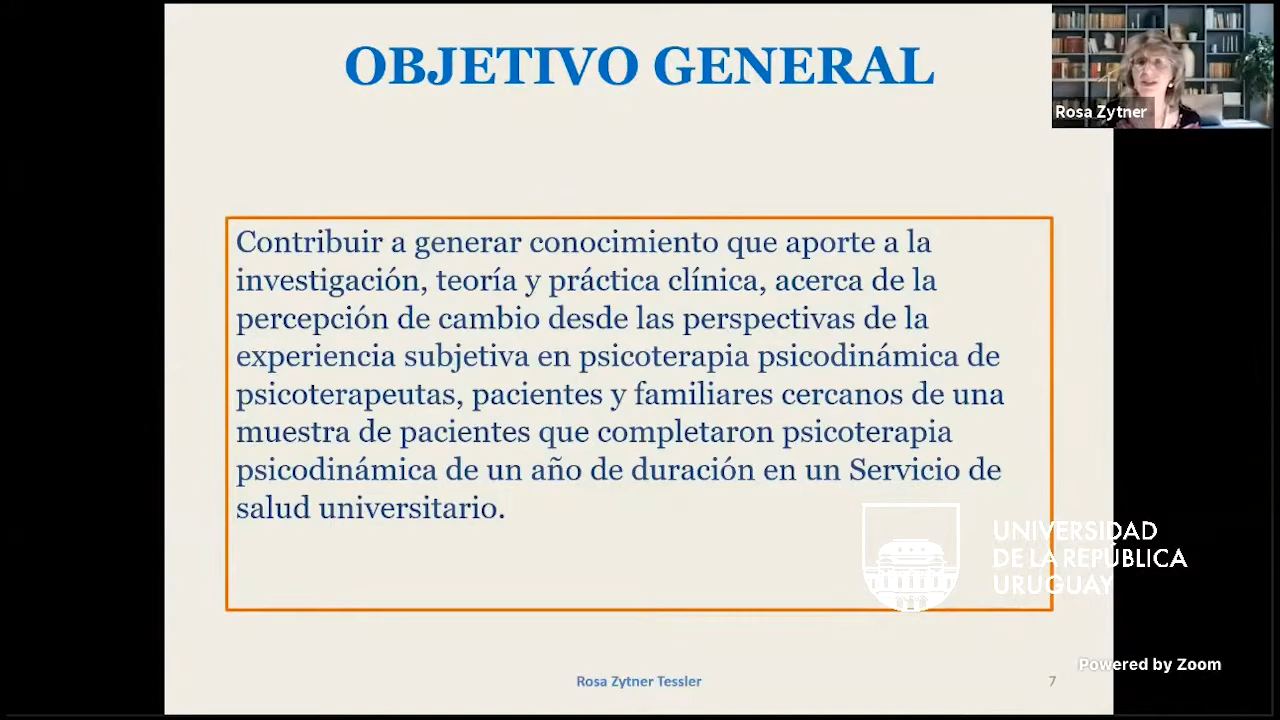 OBJETIVO GENERAL
Rosa Zytner
Contribuir a generar conocimiento que aporte a la
investigación, teoría y práctica clínica, acerca de la
percepción de cambio desde las perspectivas de la
experiencia subjetiva en psicoterapia psicodinámica de
psicoterapeutas, pacientes y familiares cercanos de una
muestra de pacientes que completaron psicoterapia
psicodinámica de un año de duración en un Servicio de
salud universitario.
UNIVERSIDAD
DE LA REPÚBLICA
URUGUAY
Powered by Zoom
Rosa Zytner Tessler
7